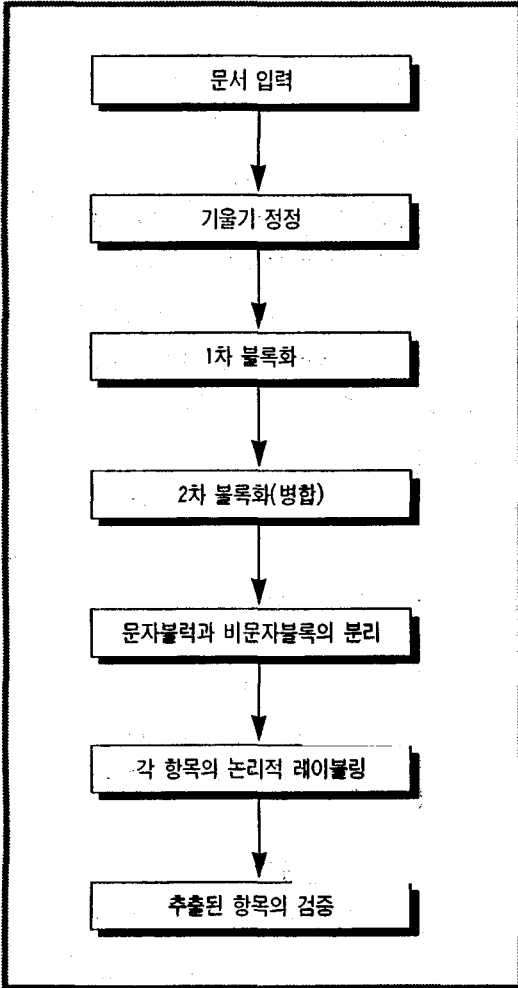 문서 입력
기울기 정정
1차 블록화
2차 블록화(병합)
문자블럭과 비문자블록의 분리
각 항목의 논리적 레이블링
추출된 항목의 검증